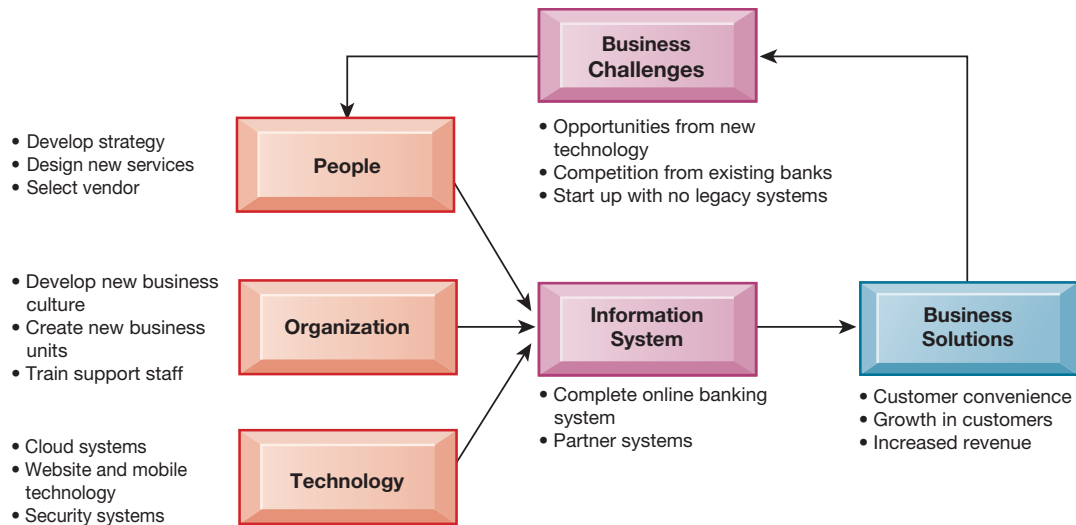 Business
Challenges
• Opportunities from new
technology
• Competition from existing banks
• Start up with no legacy systems
• Develop strategy
• Design new services
• Select vendor
People
• Develop new business
culture
• Create new business
units
• Train support staff
Organization
Information
System
• Complete online banking
system
• Partner systems
Business
Solutions
• Customer convenience
• Growth in customers
• Increased revenue
• Cloud systems
• Website and mobile
technology
• Security systems
Technology